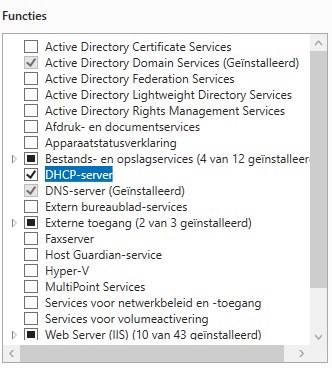 Functies
Active Directory Certificate Services
Active Directory Domain Services (Geïnstalleerd)
Active Directory Federation Services
Active Directory Lightweight Directory Services
Active Directory Rights Management Services
Afdruk- en documentservices
Apparaatstatusverklaring
Bestands- en opslagservices (4 van 12 geïnstalleer
DHCP-server
DNS-server (Geïnstalleerd)
Extern bureaublad-services
Externe toegang (2 van 3 geïnstalleerd)
Faxserver
Host Guardian-service
Hyper-V
MultiPoint Services
Services voor netwerkbeleid en -toegang
Services voor volumeactivering
Web Server (IIS) (10 van 43 geïnstalleerd)